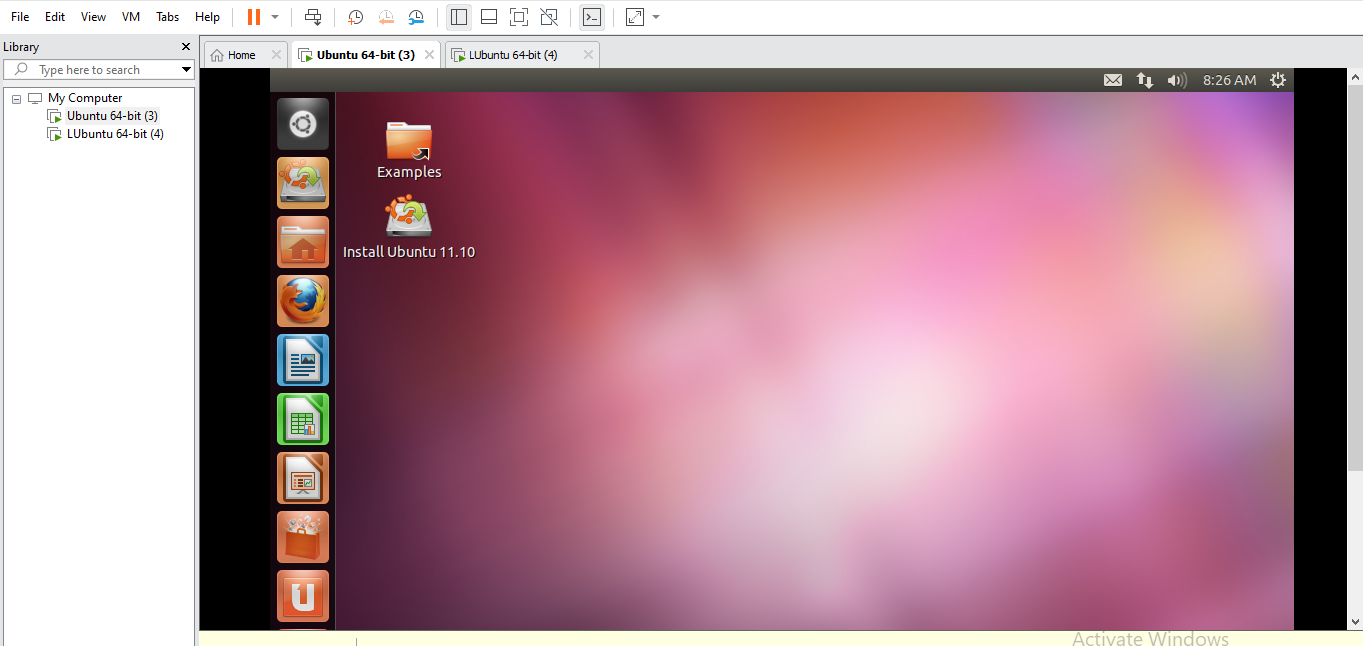 File Edit View VM Tabs Help
Library
Type here to search
My Computer
Ubuntu 64-bit (3)
LUbuntu 64-bit (4)
Home
Ubuntu 64-bit (3)
LUbuntu 64-bit (4)
8:26 AM
Examples
Install Ubuntu 11.10
Activate Windows